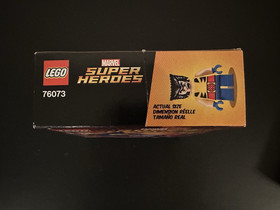 LEGO
MARVEL
SUPER
HEROES
76073
ACTUAL SIZE
DIMENSION RÉELLE
TAMAÑO REAL